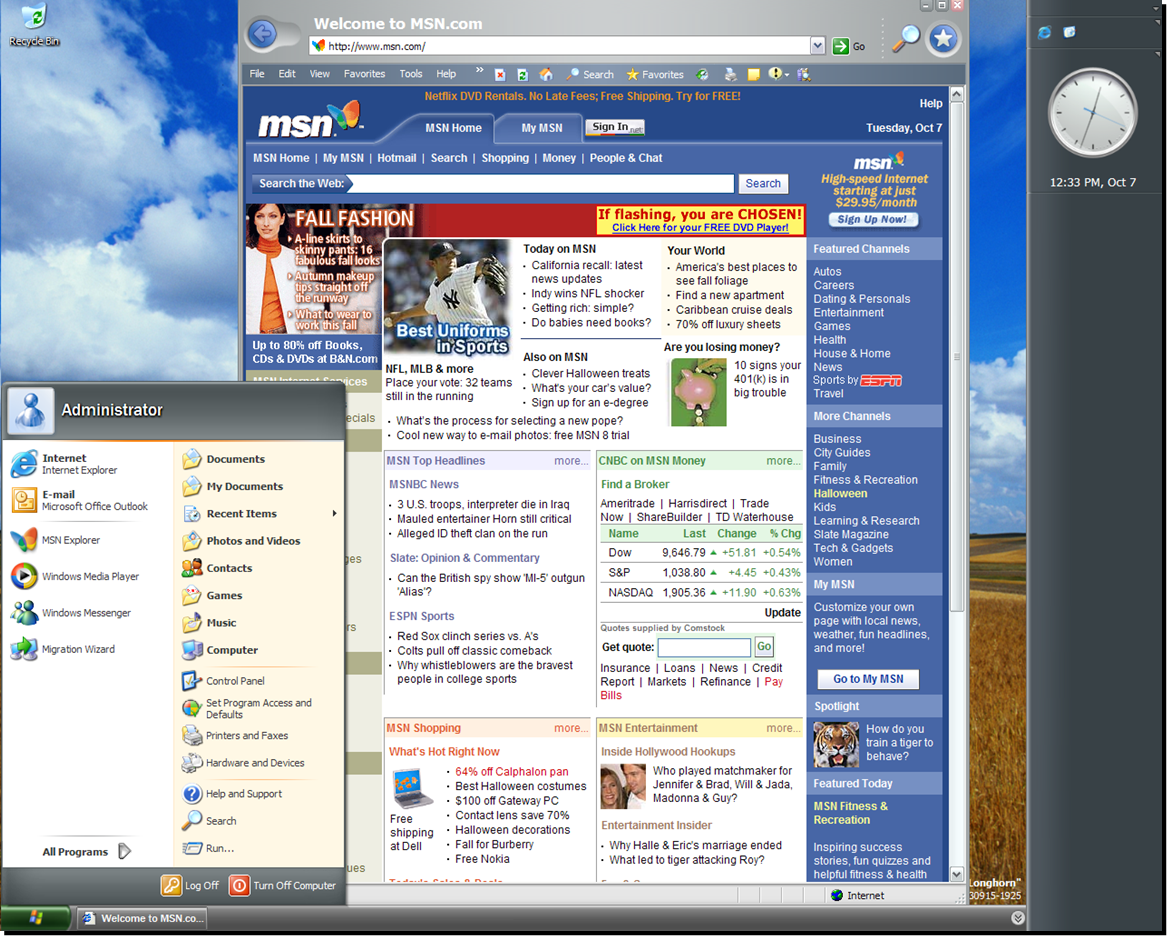 Recycle Bin
Welcome to MSN.com
http://www.msn.com/
Go
File Edit View Favorites Tools Help » Search Favorites
Netflix DVD Rentals. No Late Fees; Free Shipping. Try for FREE!
Help
msn
MSN Home
My MSN
Sign In .net
Tuesday, Oct 7
MSN Home | My MSN | Hotmail | Search | Shopping | Money | People & Chat
Search the Web:
Search
msn
High-speed Internet
starting at just
$29.95/month
Sign Up Now!
FALL FASHION
A-line skirts to
skinny pants: 16
fabulous fall looks
Autumn makeup
tips straight off
the runway
What to wear to
work this fall
If flashing, you are CHOSEN!
Click Here for your FREE DVD Player!
Up to 80% off Books,
CDs & DVDs at B&N.com
MSN Internet Services
Best Uniforms
in Sports
NFL, MLB & more
Place your vote: 32 teams
still in the running
Today on MSN
· California recall: latest
news updates
· Indy wins NFL shocker
· Getting rich: simple?
· Do babies need books?
Also on MSN
· Clever Halloween treats
· What's your car's value?
· Sign up for an e-degree
· What's the process for selecting a new pope?
· Cool new way to e-mail photos: free MSN 8 trial
Your World
· America's best places to
see fall foliage
· Find a new apartment
· Caribbean cruise deals
· 70% off luxury sheets
Are you losing money?
10 signs your
401(k) is in
big trouble
MSN Top Headlines more...
MSNBC News
· 3 U.S. troops, interpreter die in Iraq
· Mauled entertainer Horn still critical
· Alleged ID theft clan on the run
Slate: Opinion & Commentary
· Can the British spy show 'MI-5' outgun
'Alias'?
ESPN Sports
· Red Sox clinch series vs. A's
· Colts pull off classic comeback
· Why whistleblowers are the bravest
people in college sports
CNBC on MSN Money more...
Find a Broker
Ameritrade | Harrisdirect | Trade
Now | ShareBuilder | TD Waterhouse
Name Last Change % Chg
Dow 9,646.79 +51.81 +0.54%
S&P 1,038.80 +4.45 +0.43%
NASDAQ 1,905.36 +11.90 +0.63%
Update
Quotes supplied by Comstock
Get quote: Go
Insurance | Loans | News | Credit
Report | Markets | Refinance | Pay
Bills
MSN Shopping more...
What's Hot Right Now
Free
shipping
at Dell
· 64% off Calphalon pan
· Best Halloween costumes
· $100 off Gateway PC
· Contact lens save 70%
· Halloween decorations
· Fall for Burberry
· Free Nokia
MSN Entertainment more...
Inside Hollywood Hookups
Who played matchmaker for
Jennifer & Brad, Will & Jada,
Madonna & Guy?
Entertainment Insider
· Why Halle & Eric's marriage ended
· What led to tiger attacking Roy?
Featured Channels
Autos
Careers
Dating & Personals
Entertainment
Games
Health
House & Home
News
Sports by ESPN
Travel
More Channels
Business
City Guides
Family
Fitness & Recreation
Halloween
Kids
Learning & Research
Slate Magazine
Tech & Gadgets
Women
My MSN
Customize your own
page with local news,
weather, fun headlines,
and more!
Go to My MSN
Spotlight
How do you
train a tiger to
behave?
Featured Today
MSN Fitness &
Recreation
Inspiring success
stories, fun quizzes and
helpful fitness & health
Internet
Administrator
Internet
Internet Explorer
E-mail
Microsoft Office Outlook
MSN Explorer
Windows Media Player
Windows Messenger
Migration Wizard
All Programs
Documents
My Documents
Recent Items
Photos and Videos
Contacts
Games
Music
Computer
Control Panel
Set Program Access and
Defaults
Printers and Faxes
Hardware and Devices
Help and Support
Search
Run...
Log Off
Turn Off Computer
Welcome to MSN.co...
12:33 PM, Oct 7
Longhorn"
30915-1925